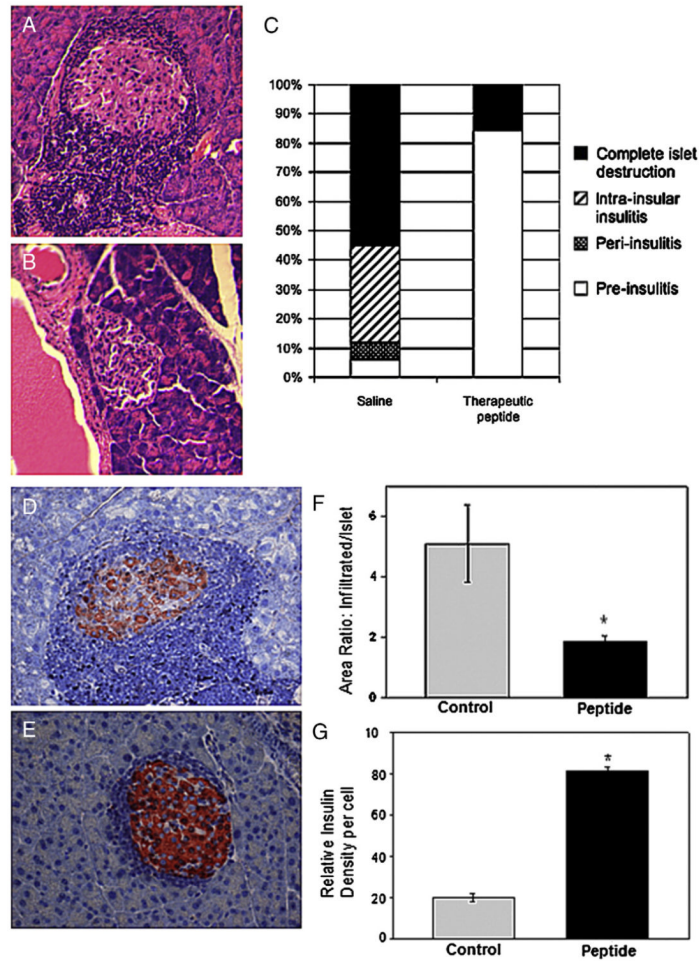 A
B
C
100%
90%
80%
70%
60%
50%
40%
30%
20%
10%
0%
Saline
Therapeutic
peptide
Complete islet
destruction
Intra-insular
insulitis
Peri-insulitis
Pre-insulitis
D
E
F
Area Ratio: Infiltrated/Islet
6
4
2
0
*
Control
Peptide
G
Relative Insulin
Density per cell
10
80
60
40
20
0
*
Control
Peptide